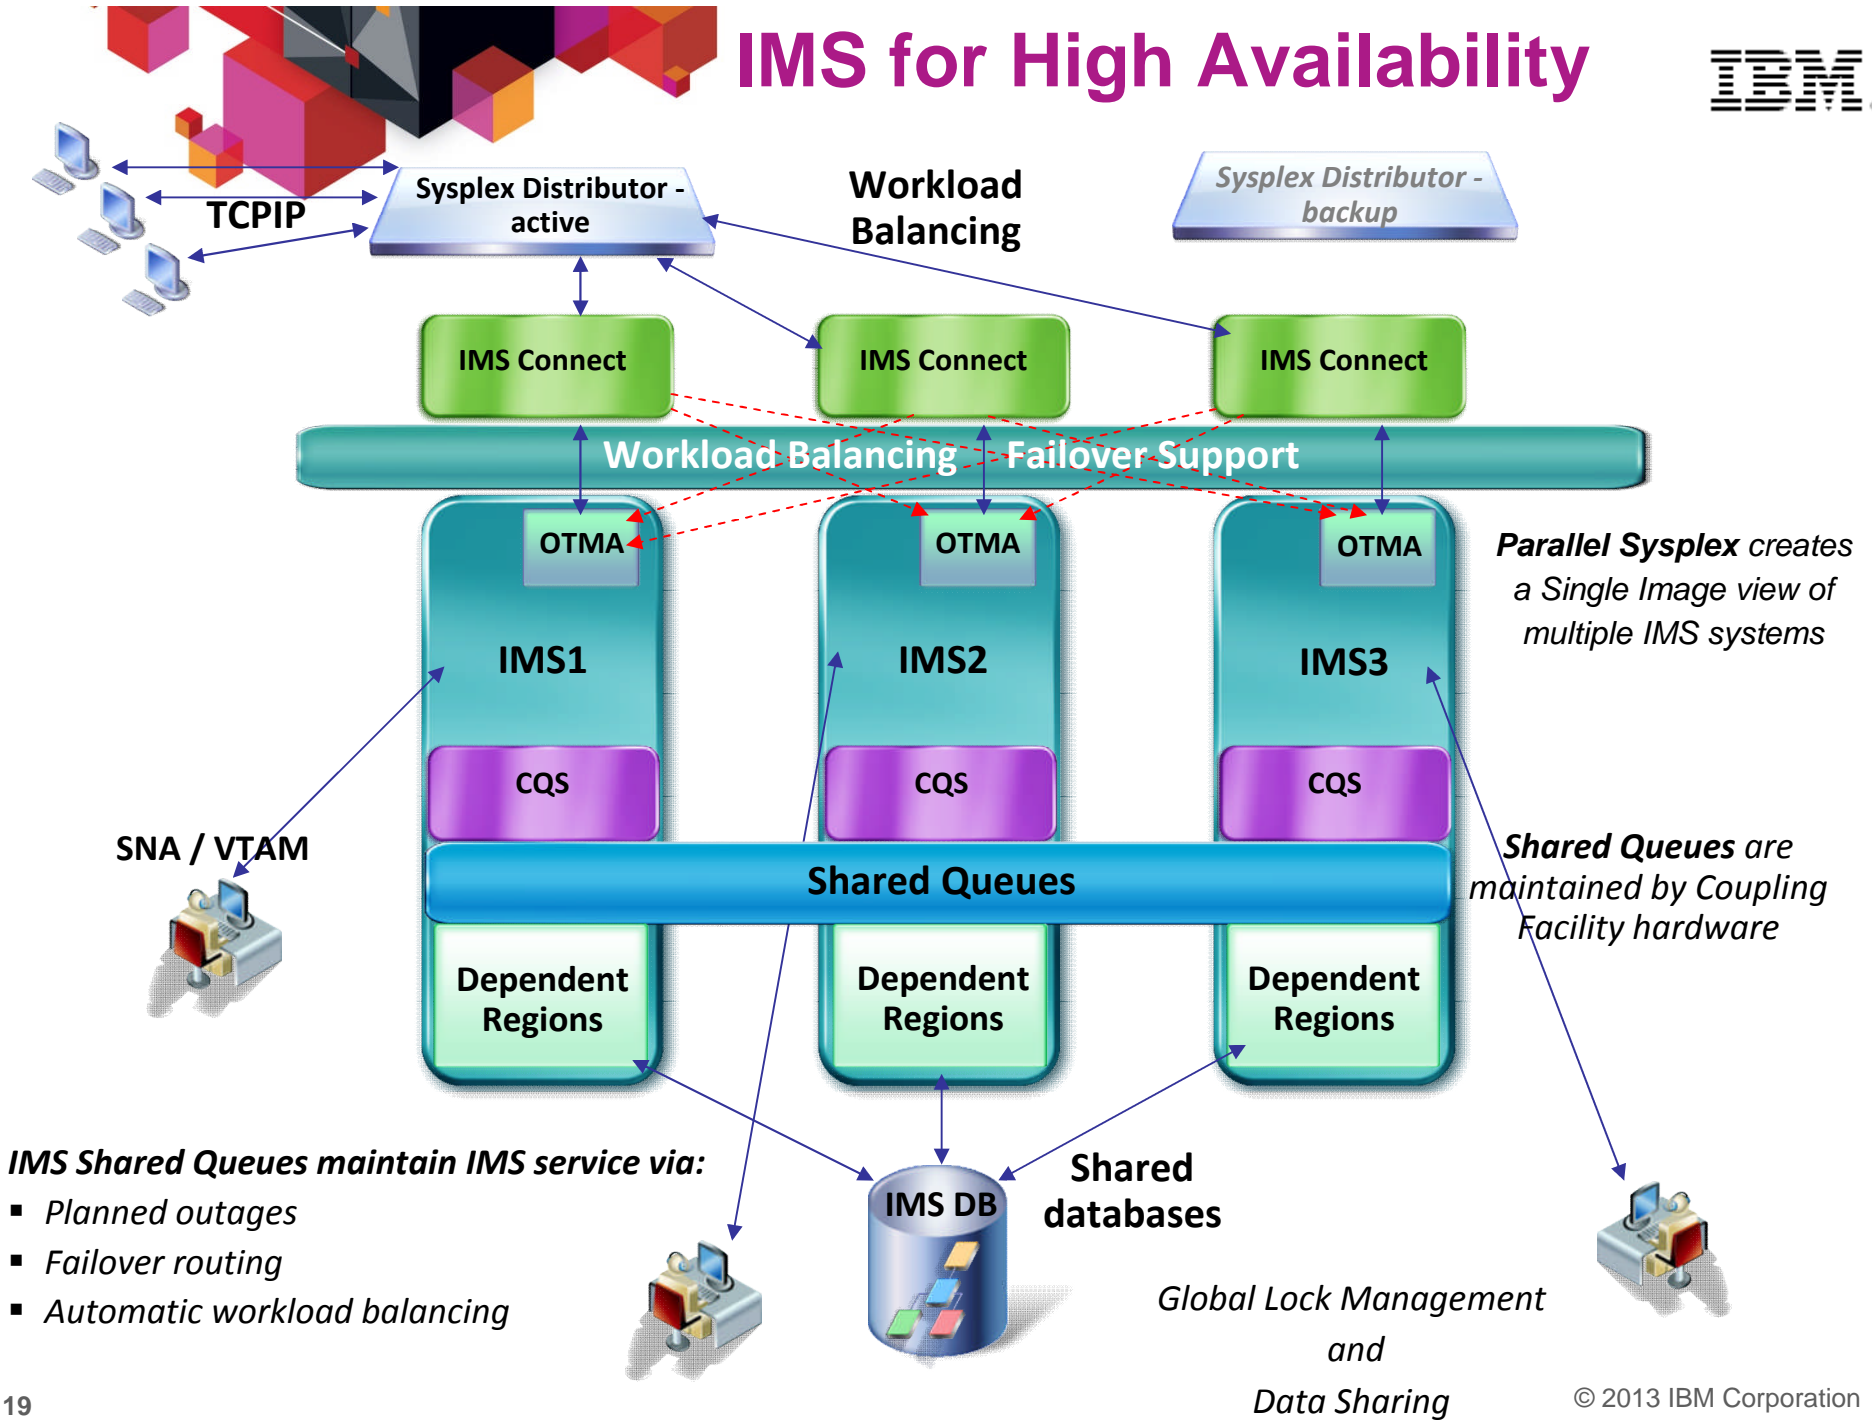 IMS for High Availability
IBM
Sysplex Distributor -
active
Workload
Balancing
Sysplex Distributor -
backup
TCPIP
IMS Connect
IMS Connect
IMS Connect
Workload Balancing Failover Support
OTMA
OTMA
OTMA
Parallel Sysplex creates
a Single Image view of
multiple IMS systems
IMS1
IMS2
IMS3
CQS
CQS
CQS
SNA / VTAM
Shared Queues
Shared Queues are
maintained by Coupling
Facility hardware
Dependent
Regions
Dependent
Regions
Dependent
Regions
IMS Shared Queues maintain IMS service via:
▪ Planned outages
▪ Failover routing
▪ Automatic workload balancing
IMS DB
Shared
databases
Global Lock Management
and
Data Sharing
19
© 2013 IBM Corporation